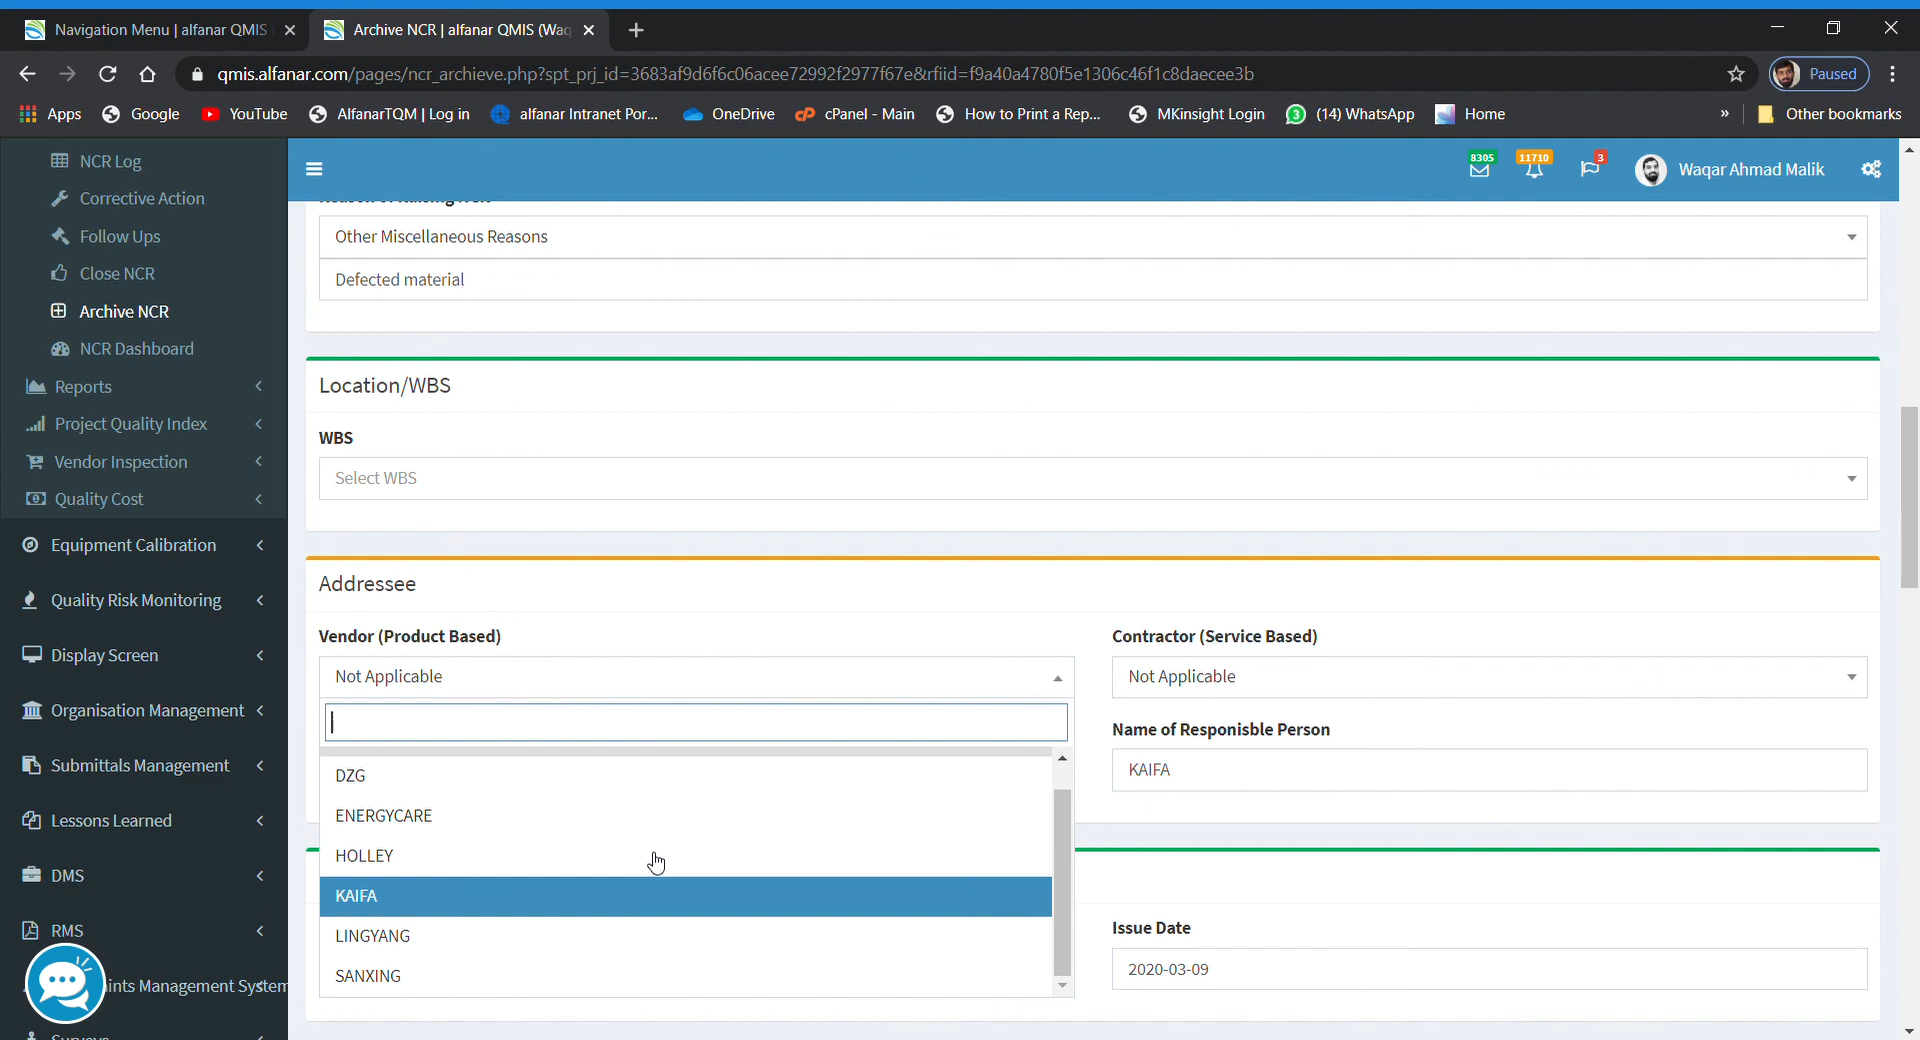 Navigation Menu | alfanar QMIS
Archive NCR | alfanar QMIS (Waq
qmis.alfanar.com/pages/ncr_archieve.php?spt_prj_id=3683af9d6f6c06acee72992f2977f67e&rfiid=f9a40a4780f5e1306c46f1c8daecee3b
Paused
Apps
Google
YouTube
AlfanarTQM | Log in
alfanar Intranet Por...
OneDrive
cPanel - Main
How to Print a Rep...
MKinsight Login
(14) WhatsApp
Home
»
Other bookmarks
8305
11710
3
Waqar Ahmad Malik
NCR Log
Corrective Action
Follow Ups
Close NCR
Archive NCR
NCR Dashboard
Reports
Project Quality Index
Vendor Inspection
Quality Cost
Equipment Calibration
Quality Risk Monitoring
Display Screen
Organisation Management
Submittals Management
Lessons Learned
DMS
RMS
ints Management System
Surveys
Other Miscellaneous Reasons
Defected material
Location/WBS
WBS
Select WBS
Addressee
Vendor (Product Based)
Not Applicable
DZG
ENERGYCARE
HOLLEY
KAIFA
LINGYANG
SANXING
Contractor (Service Based)
Not Applicable
Name of Responisble Person
KAIFA
Issue Date
2020-03-09